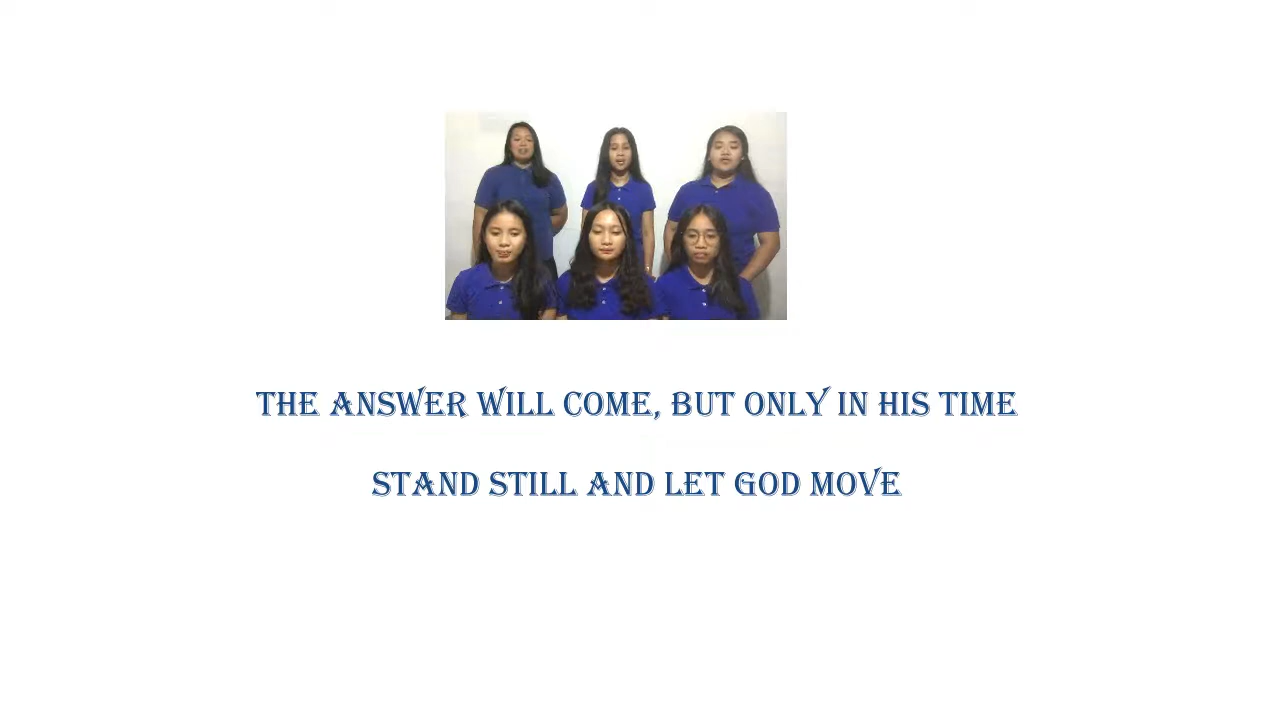 THE ANSWER WILL COME, BUT ONLY IN HIS TIME
STAND STILL AND LET GOD MOVE